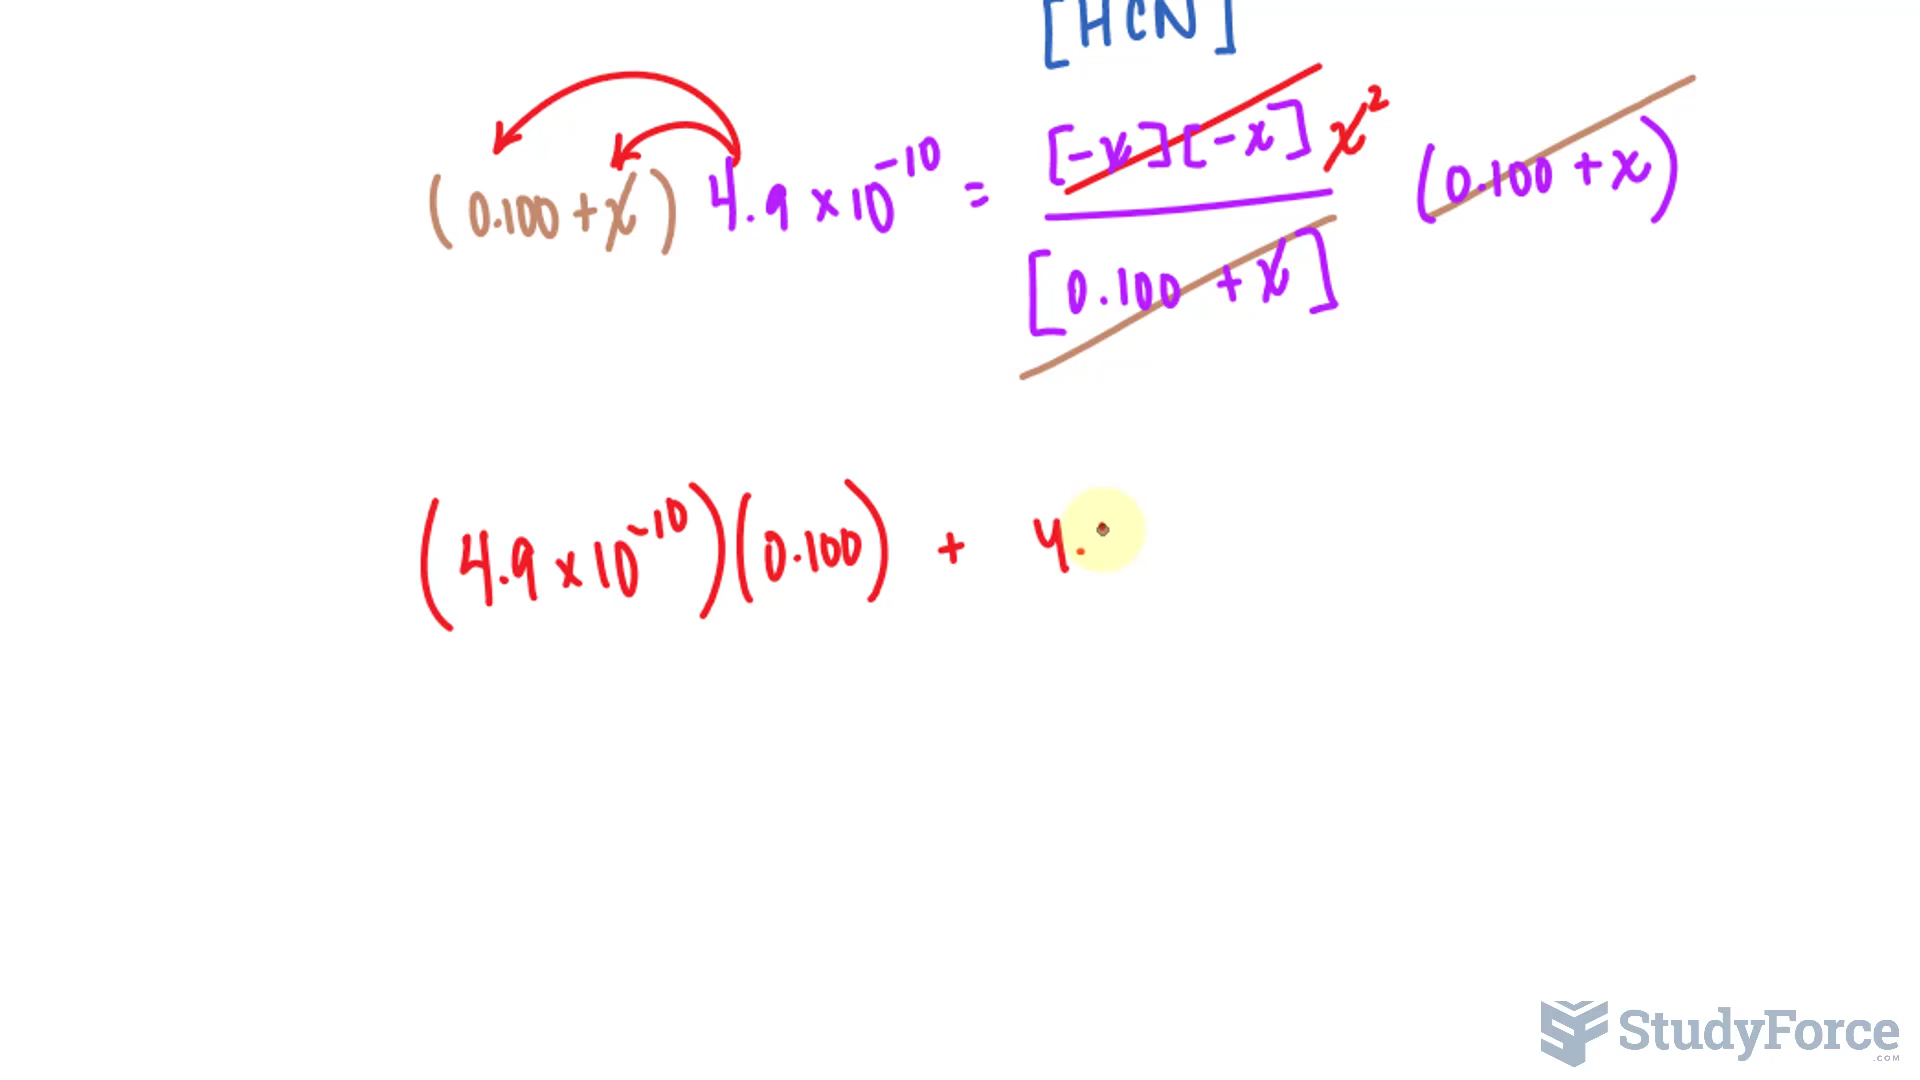 [HCN]
(0.100 + x) 4.9 × 10⁻¹⁰ = [-x][-x] x² (0.100 + x)
[0.100 + x]
(4.9 × 10⁻¹⁰)(0.100) + 4.
StudyForce
.COM